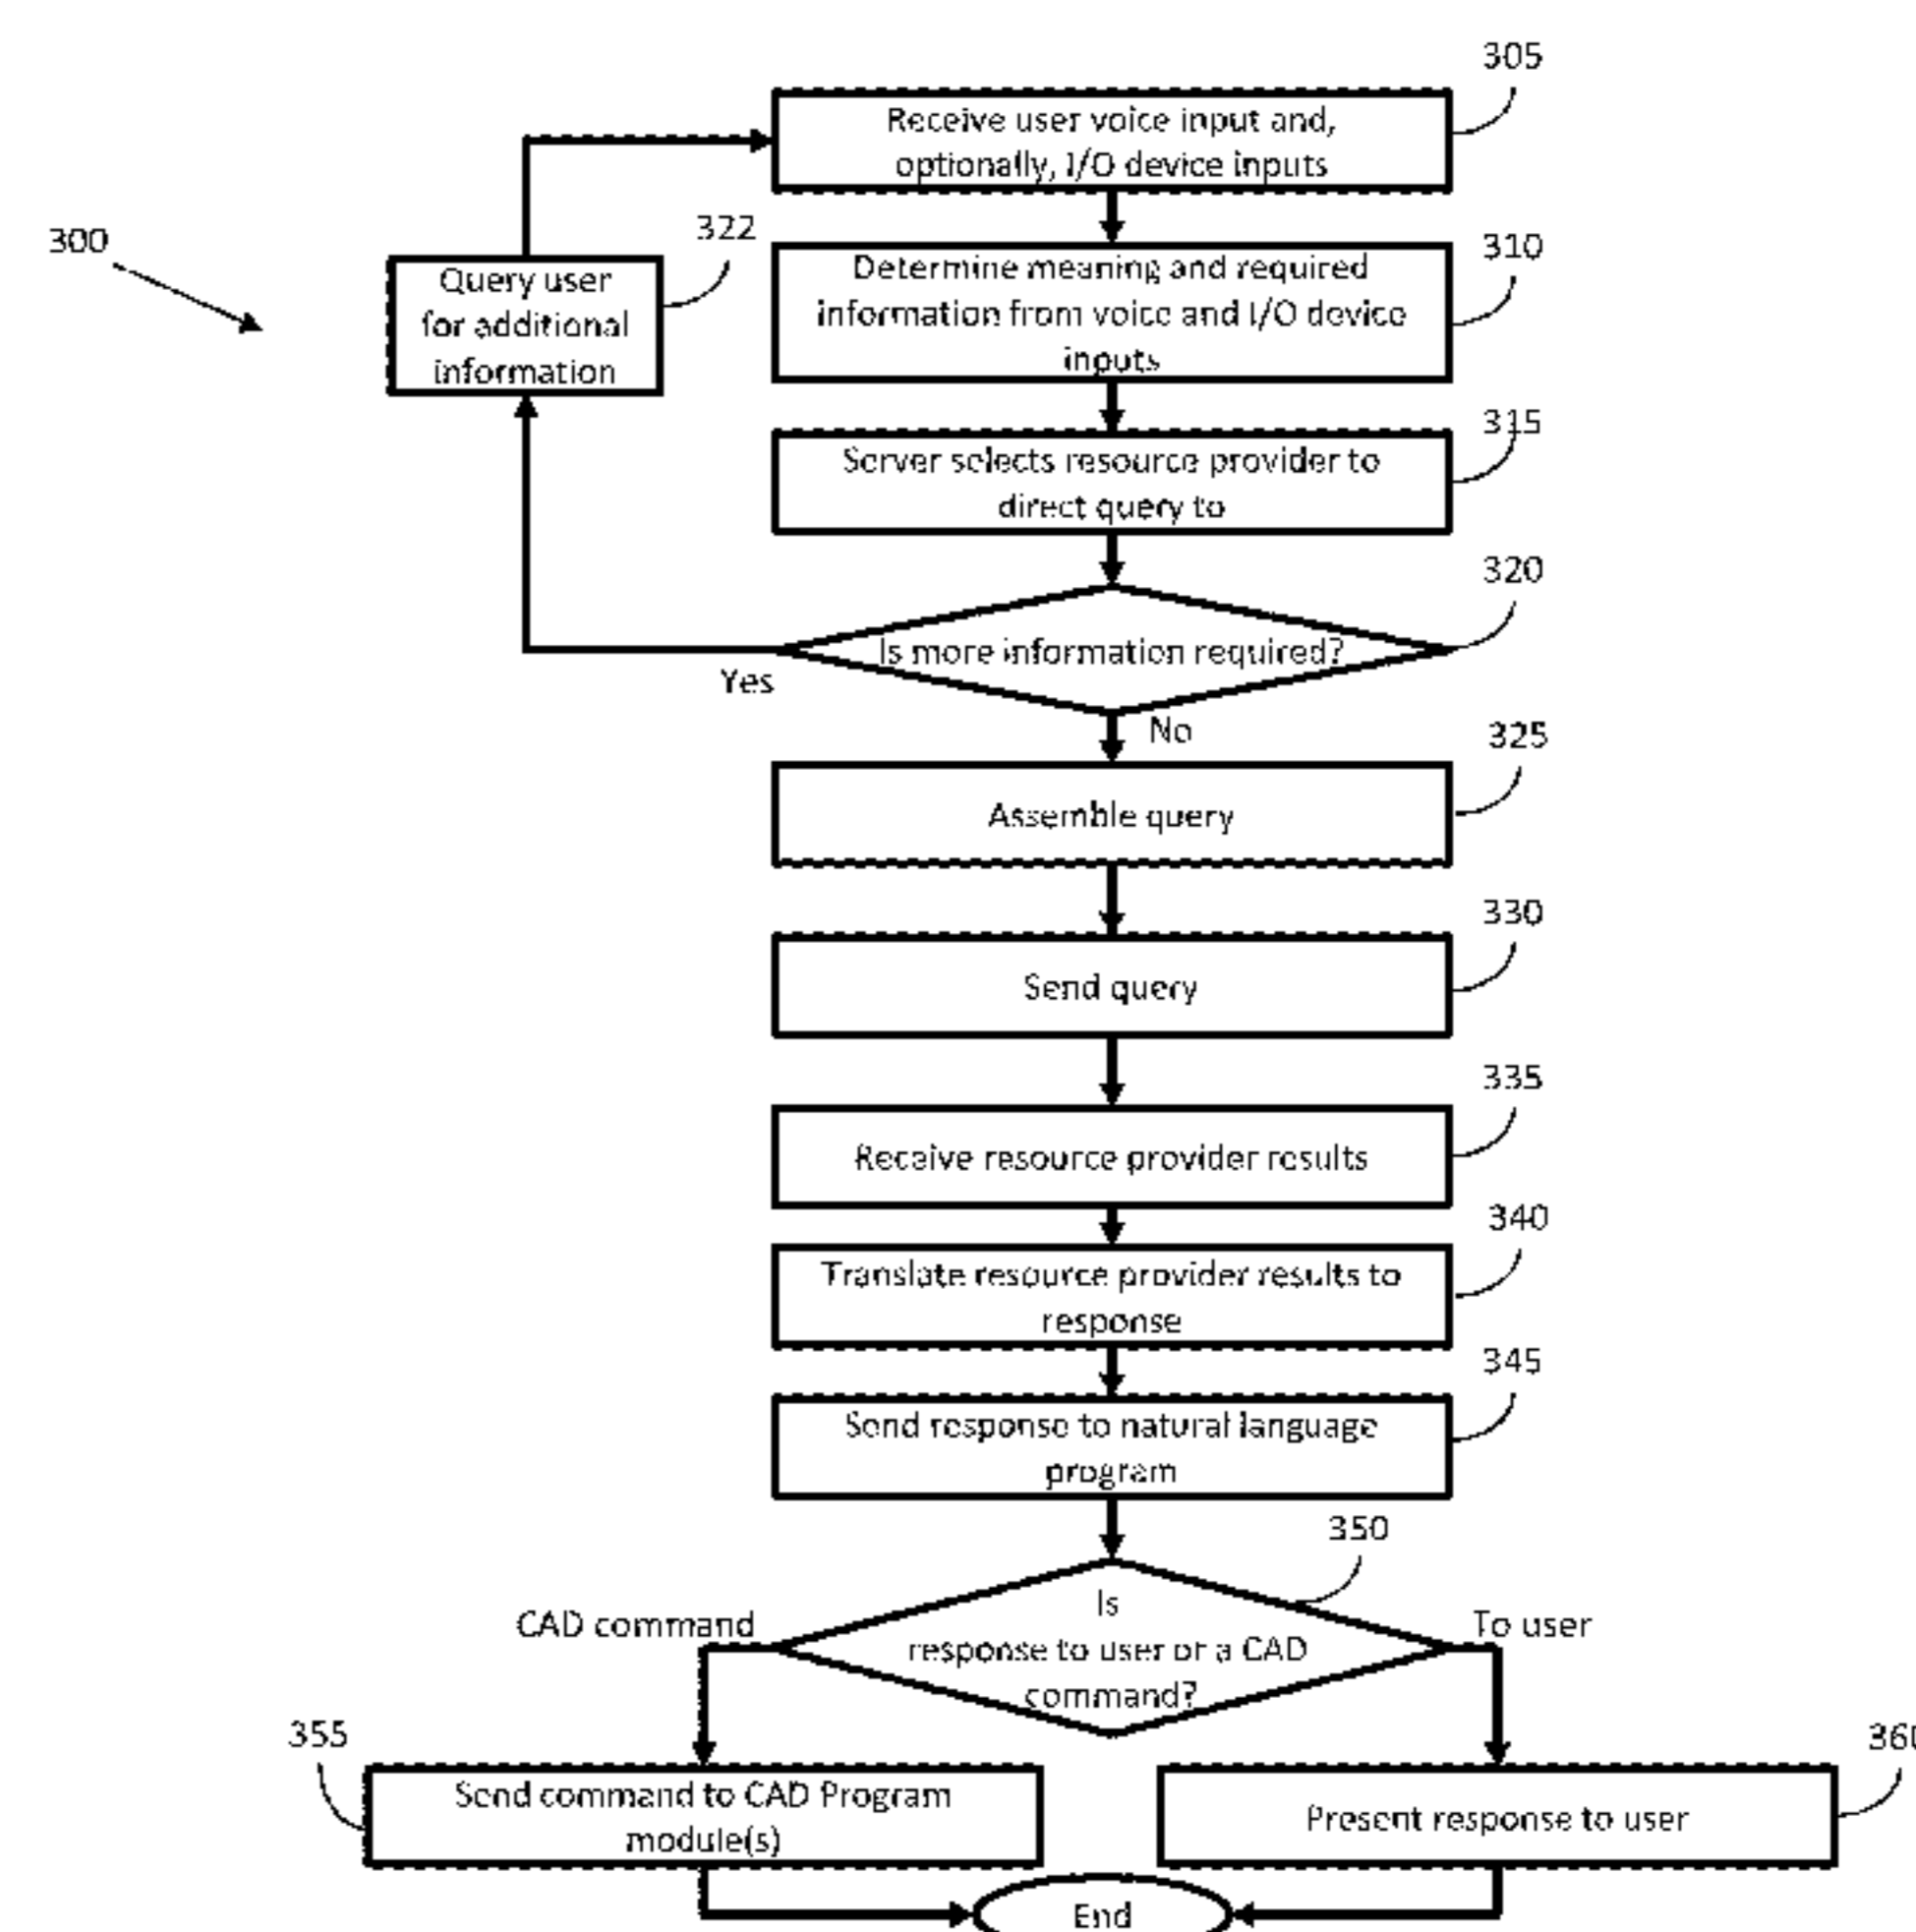 305
Receive user voice input and,
optionally, I/O device inputs
300
322
Query user
for additional
information
310
Determine meaning and required
information from voice and I/O device
inputs
315
Server selects resource provider to
direct query to
320
Is more information required?
Yes
No
325
Assemble query
330
Send query
335
Receive resource provider results
340
Translate resource provider results to
response
345
Send response to natural language
program
350
Is
response to user or a CAD
command?
CAD command
To user
355
Send command to CAD Program
module(s)
360
Present response to user
End